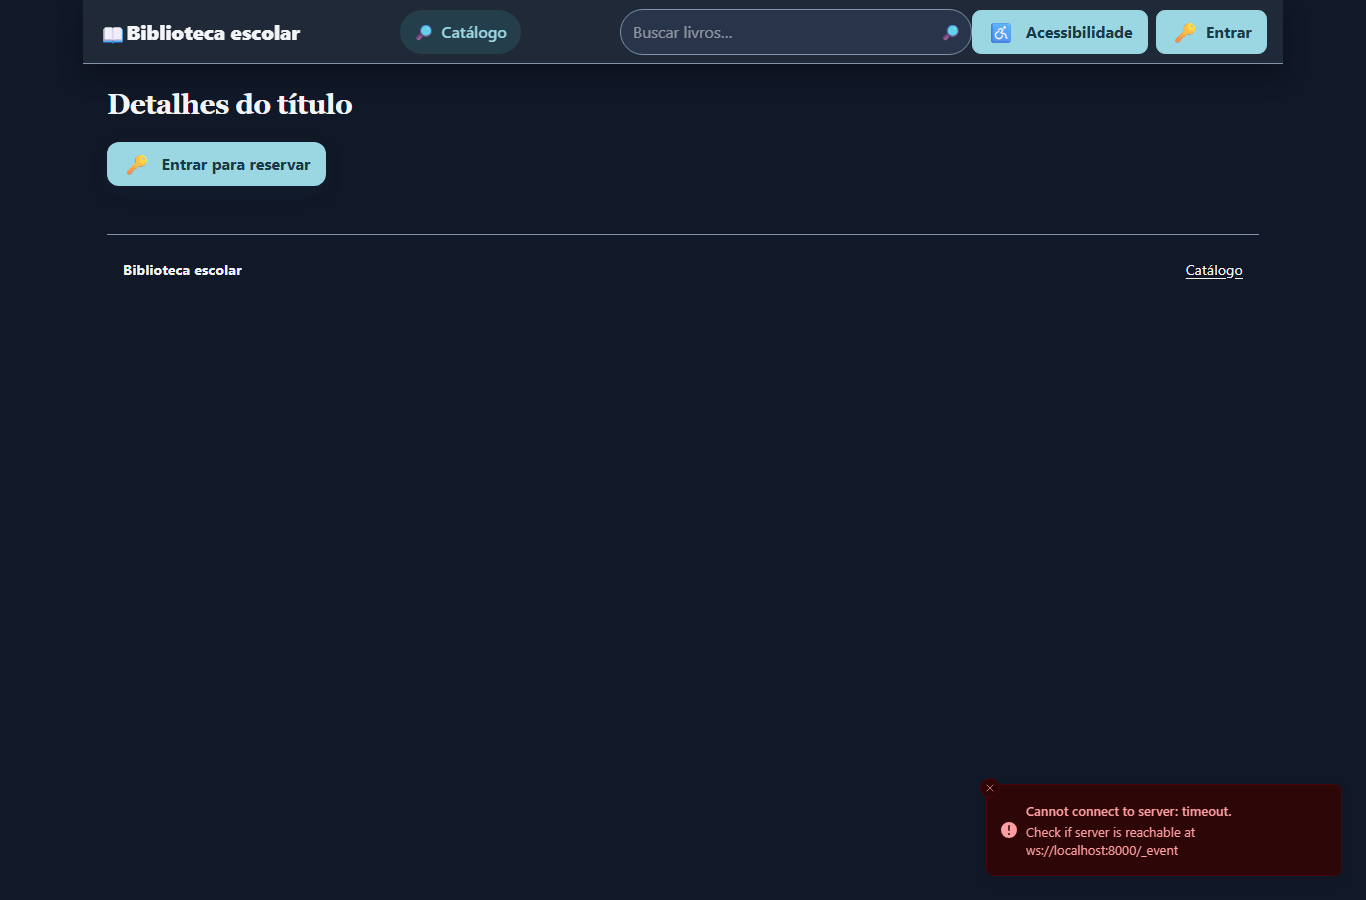 Biblioteca escolar
Catálogo
Buscar livros...
Acessibilidade
Entrar
Detalhes do título
Entrar para reservar
Biblioteca escolar
Catálogo
Cannot connect to server: timeout.
Check if server is reachable at
ws://localhost:8000/_event